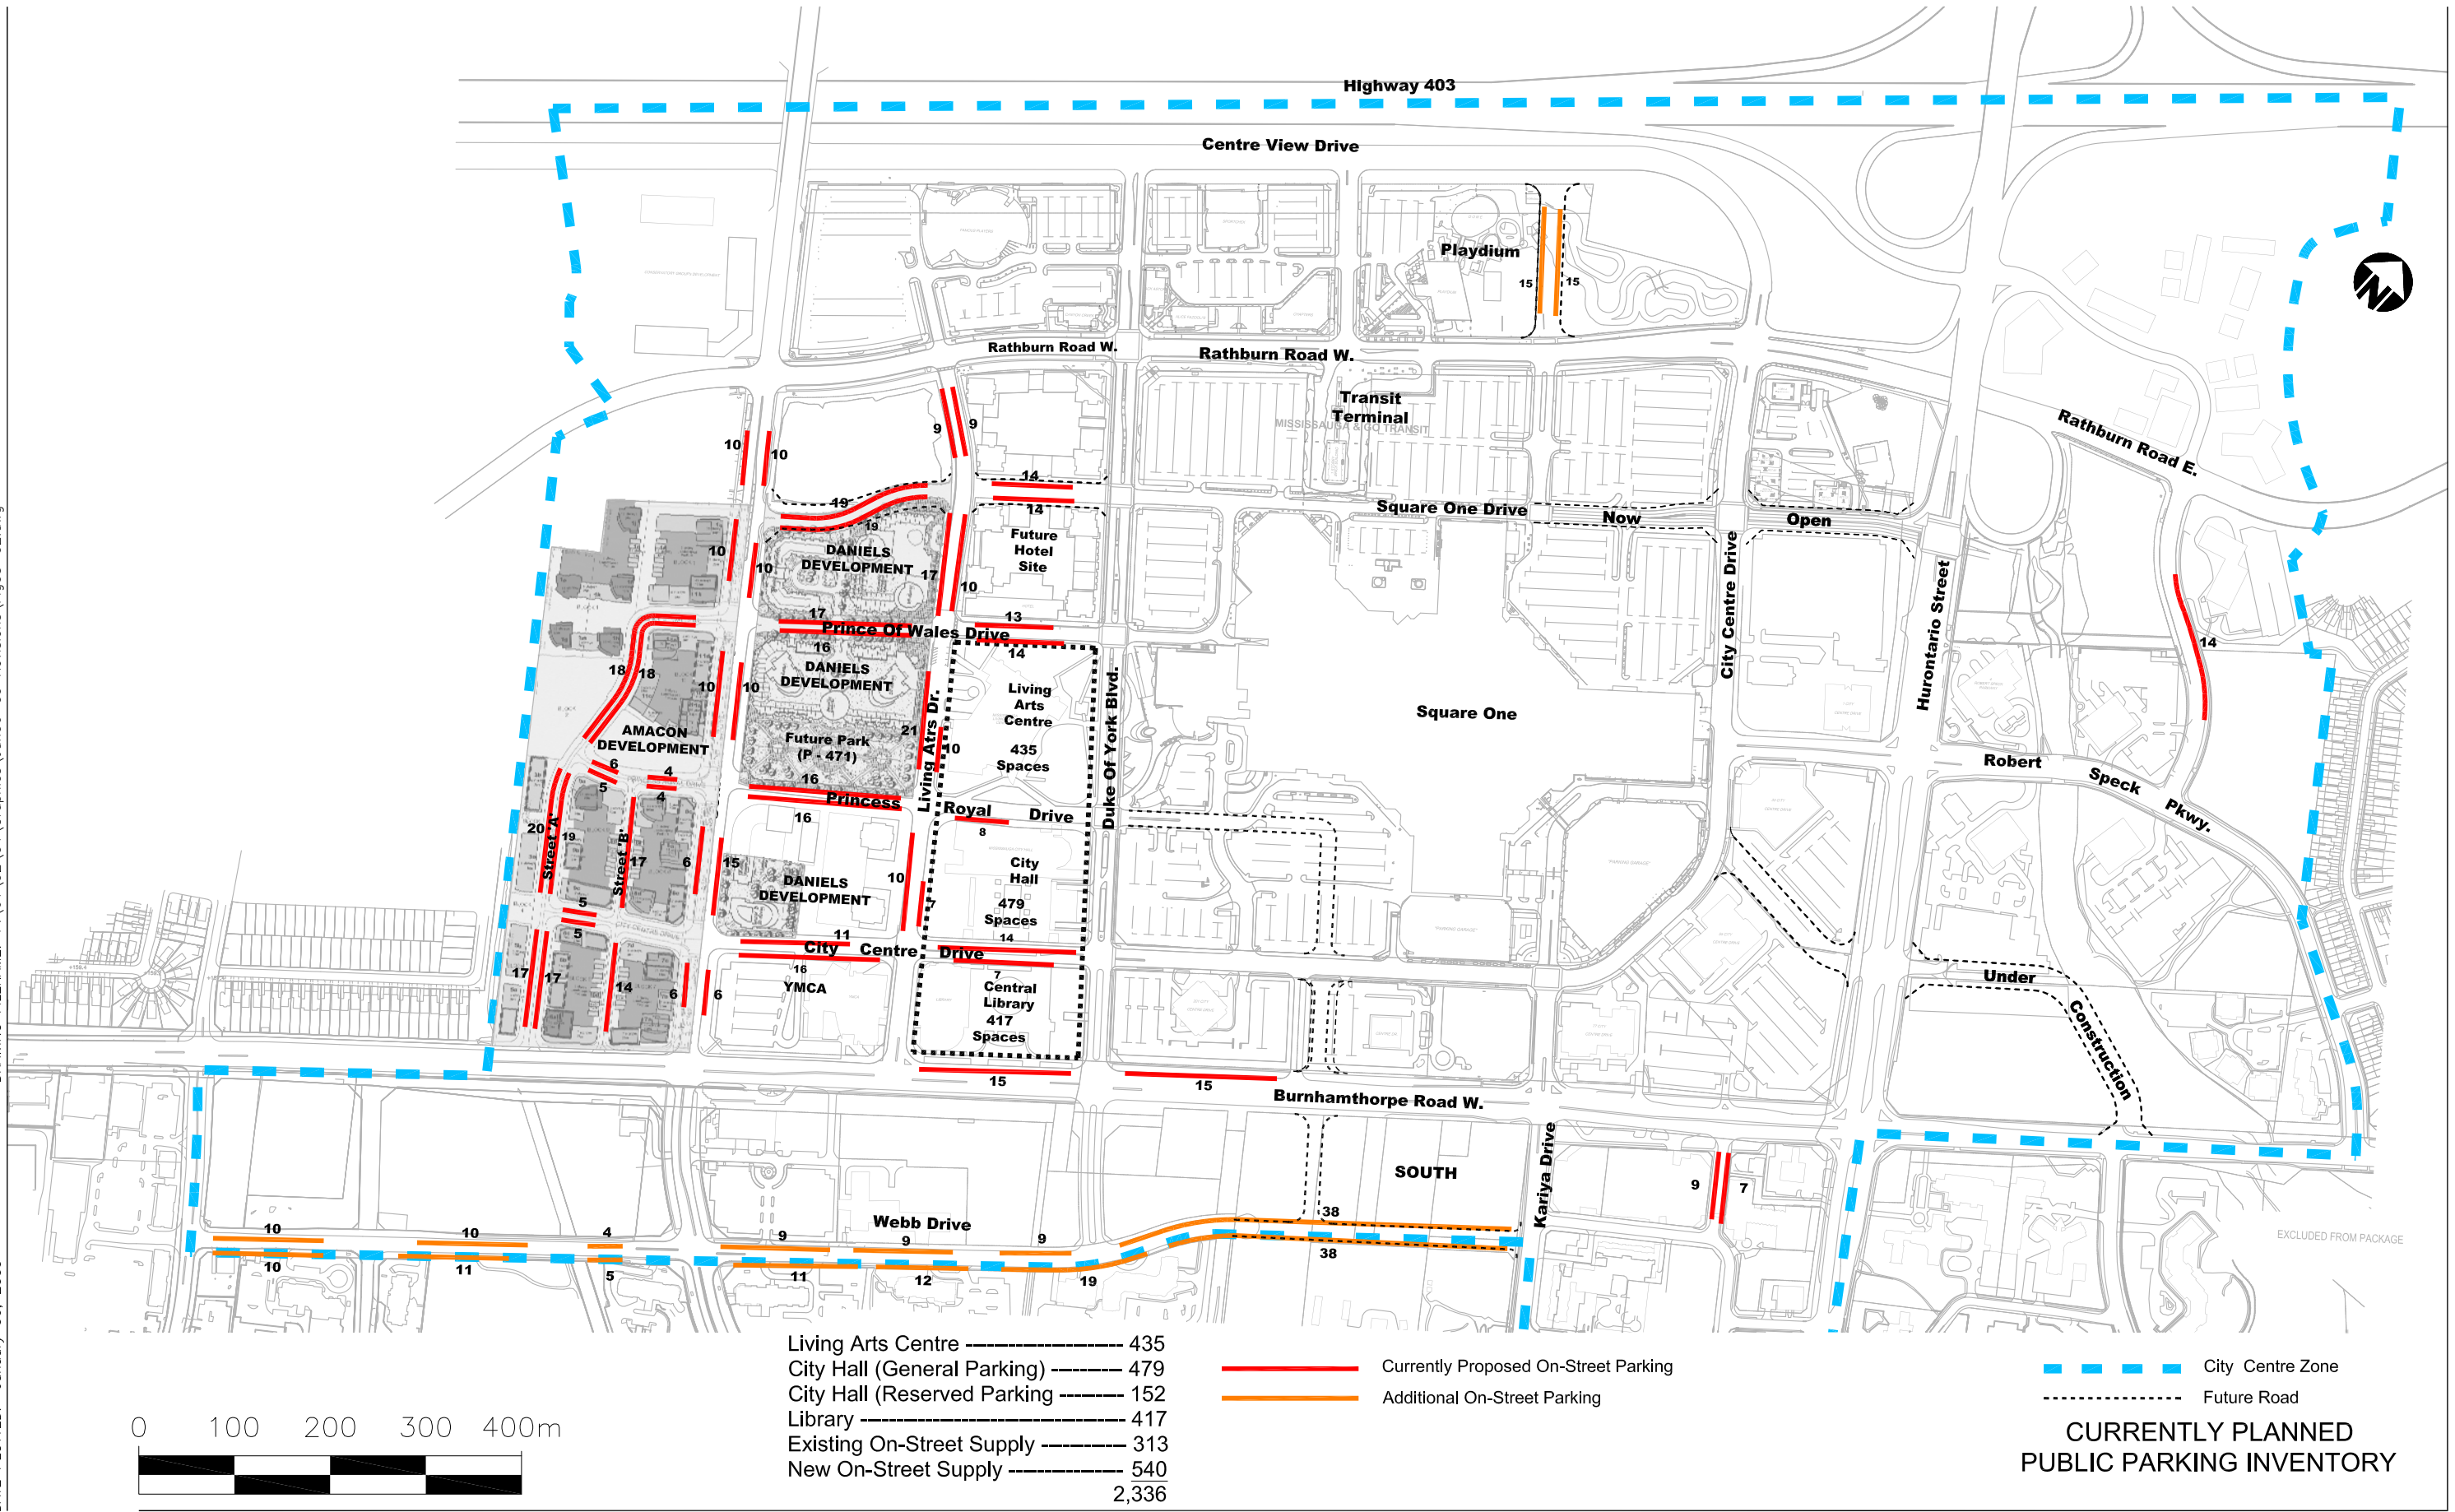 Highway 403
Centre View Drive
Playdium
15
15
N
Rathburn Road W.
Rathburn Road W.
Transit
Terminal
MISSISSAUGA & GO TRANSIT
Rathburn Road E.
10
10
9
9
14
14
19
19
Square One Drive
Now
Open
Future
Hotel
Site
DANIELS
DEVELOPMENT
10
10
17
10
17
13
Prince Of Wales Drive
16
14
City Centre Drive
Hurontario Street
14
18
18
10
10
DANIELS
DEVELOPMENT
Living
Arts
Centre
435
Spaces
Square One
AMACON
DEVELOPMENT
Future Park
(P - 471)
21
10
Living Atrs Dr.
Duke Of York Blvd.
6
5
4
4
16
Princess
Royal
Drive
16
8
Robert
Speck
Pkwy.
20
Street 'A'
19
Street 'B'
17
6
15
DANIELS
DEVELOPMENT
10
7
City
Hall
479
Spaces
5
5
11
14
City
Centre
Drive
16
YMCA
7
Central
Library
417
Spaces
17
17
14
6
6
Under
Construction
15
15
Burnhamthorpe Road W.
Kariya Drive
SOUTH
9
7
Webb Drive
10
10
10
11
4
5
9
11
9
12
9
19
38
38
EXCLUDED FROM PACKAGE
Living Arts Centre ---------------------- 435
City Hall (General Parking) ---------- 479
City Hall (Reserved Parking --------- 152
Library ------------------------------------- 417
Existing On-Street Supply ------------ 313
New On-Street Supply ---------------- 540
2,336
Currently Proposed On-Street Parking
Additional On-Street Parking
City Centre Zone
Future Road
0 100 200 300 400m
CURRENTLY PLANNED
PUBLIC PARKING INVENTORY